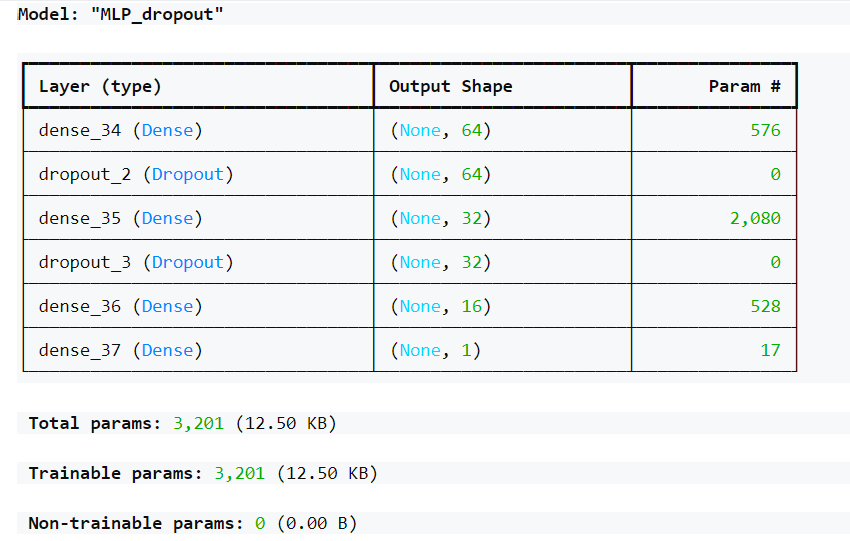 Model: "MLP_dropout"
Layer (type) Output Shape Param #
dense_34 (Dense) (None, 64) 576
dropout_2 (Dropout) (None, 64) 0
dense_35 (Dense) (None, 32) 2,080
dropout_3 (Dropout) (None, 32) 0
dense_36 (Dense) (None, 16) 528
dense_37 (Dense) (None, 1) 17
Total params: 3,201 (12.50 KB)
Trainable params: 3,201 (12.50 KB)
Non-trainable params: 0 (0.00 B)